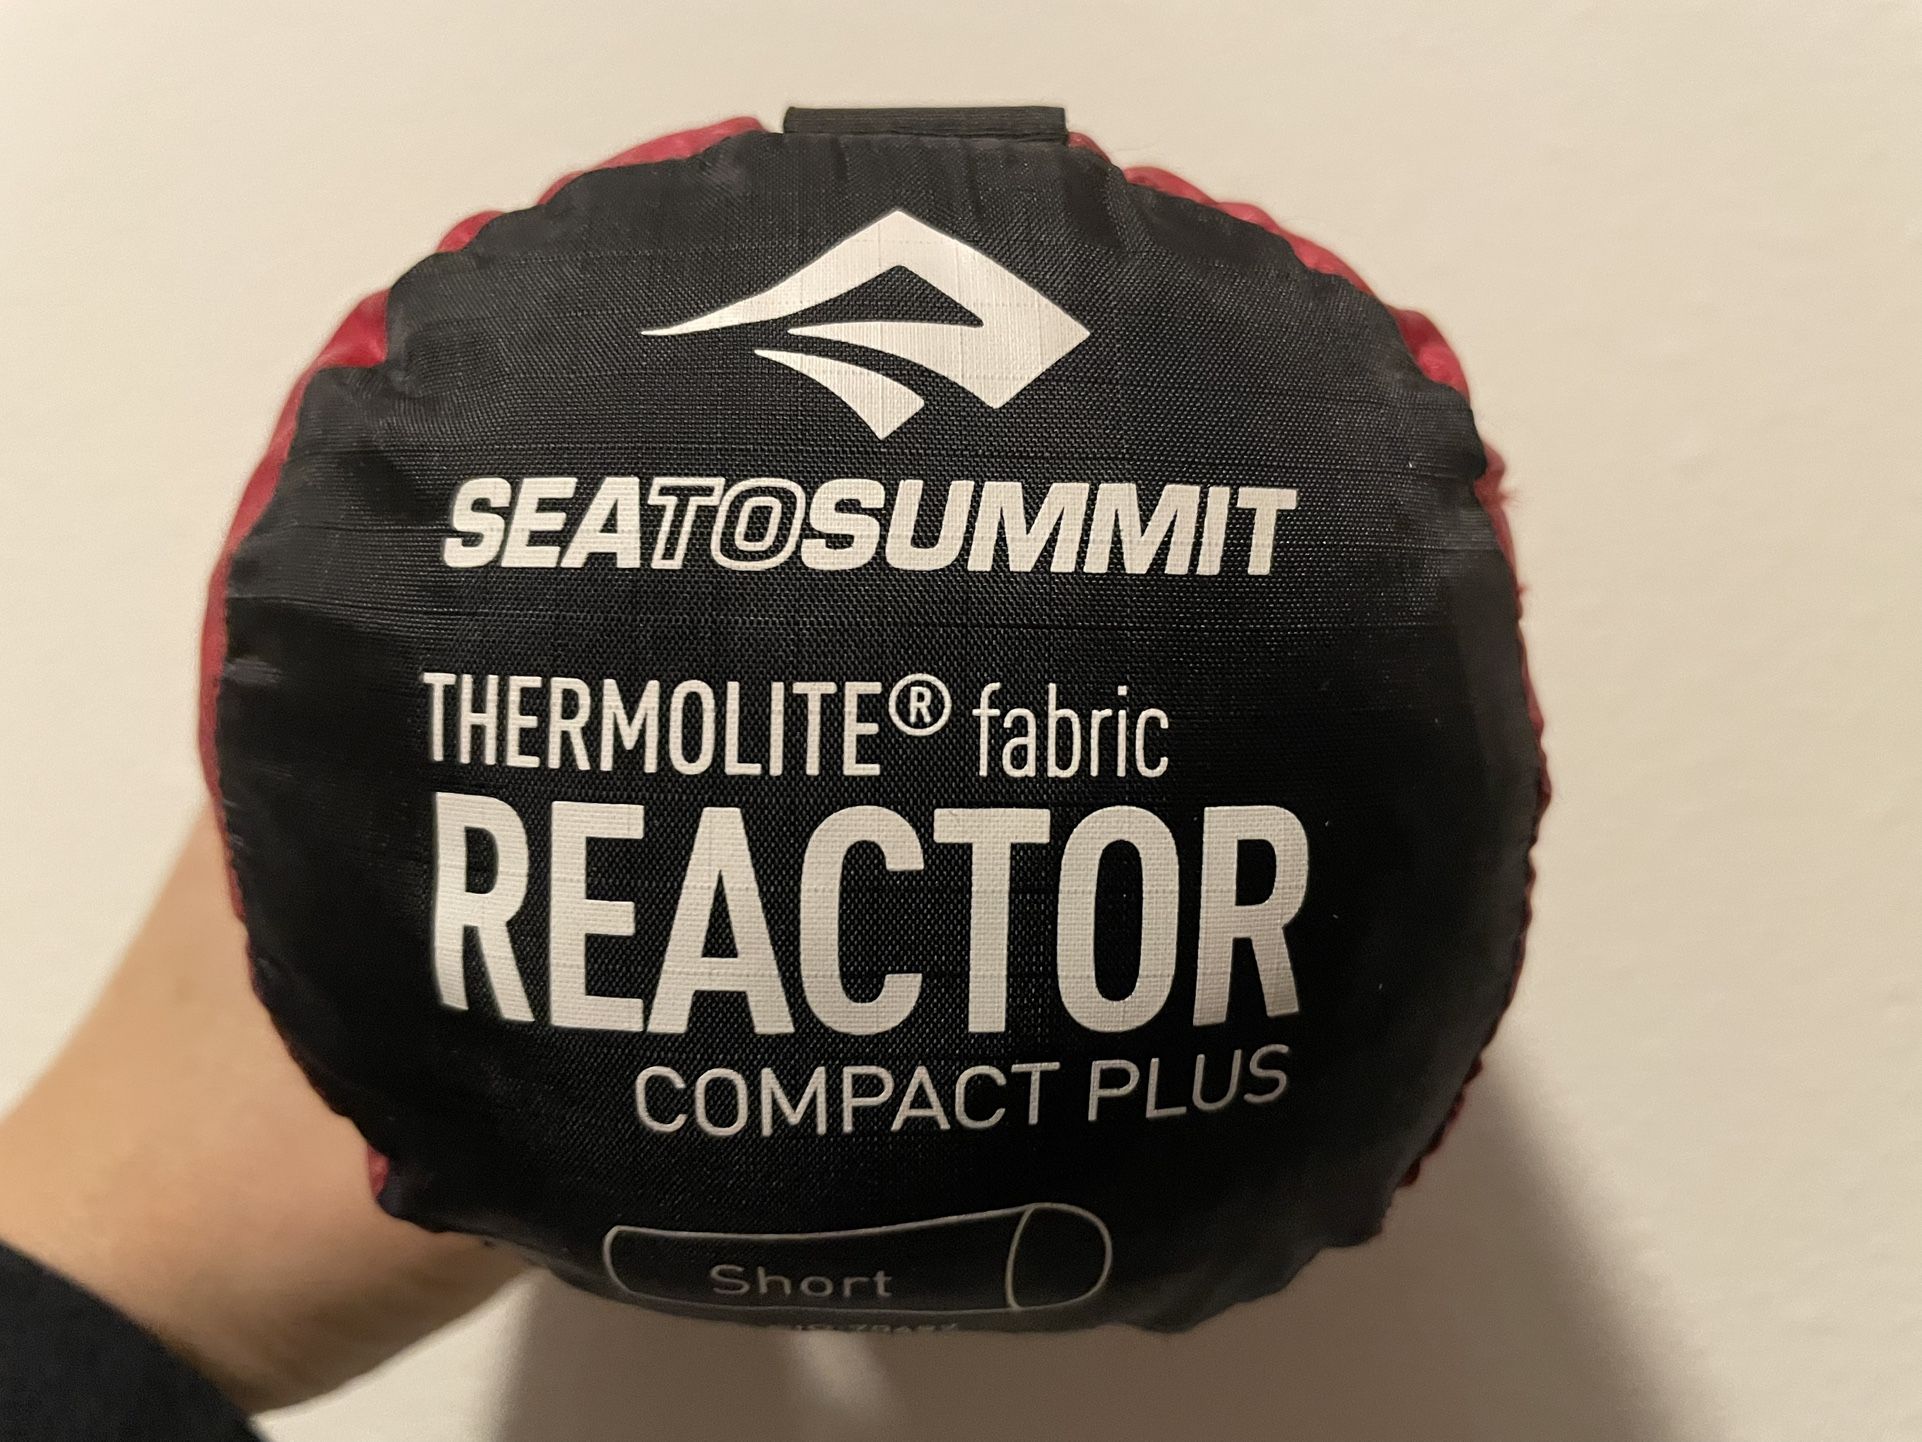 SEATOSUMMIT
THERMOLITE® fabric
REACTOR
COMPACT PLUS
Short